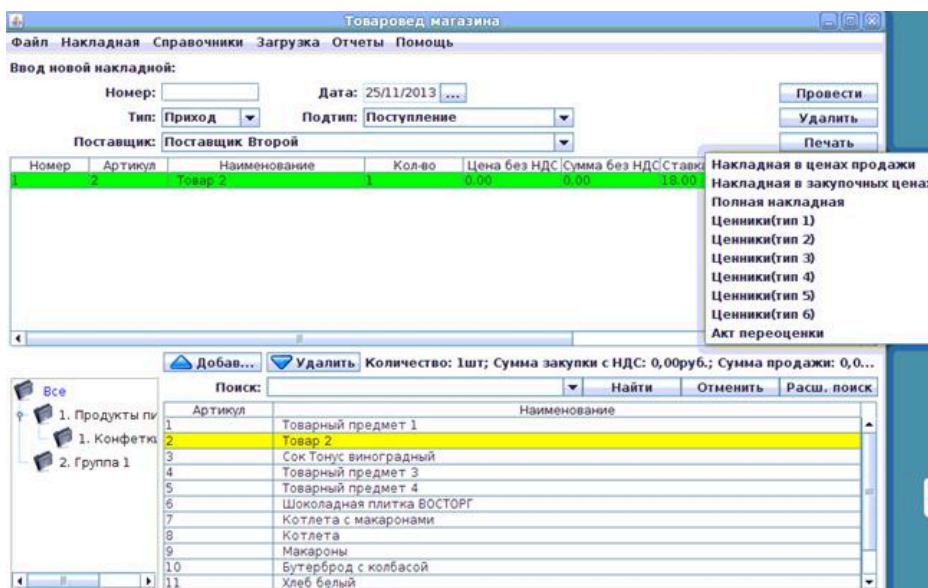 Товаровед магазина
Файл Накладная Справочники Загрузка Отчеты Помощь
Ввод новой накладной:
Номер: Дата: 25/11/2013 ... Провести
Тип: Приход Подтип: Поступление Удалить
Поставщик: Поставщик Второй Печать
Номер Артикул Наименование Кол-во Цена без НДС Сумма без НДС Ставка
1 2 Товар 2 1 0.00 0.00 18.00
Накладная в ценах продажи
Накладная в закупочных ценах
Полная накладная
Ценники(тип 1)
Ценники(тип 2)
Ценники(тип 3)
Ценники(тип 4)
Ценники(тип 5)
Ценники(тип 6)
Акт переоценки
Добав... Удалить Количество: 1шт; Сумма закупки с НДС: 0,00руб.; Сумма продажи: 0,0...
Все
1. Продукты пи
1. Конфетк
2. Группа 1
Поиск: Найти Отменить Расш. поиск
Артикул Наименование
1 Товарный предмет 1
2 Товар 2
3 Сок Тонус виноградный
4 Товарный предмет 3
5 Товарный предмет 4
6 Шоколадная плитка ВОСТОРГ
7 Котлета с макаронами
8 Котлета
9 Макароны
10 Бутерброд с колбасой
11 Хлеб белый